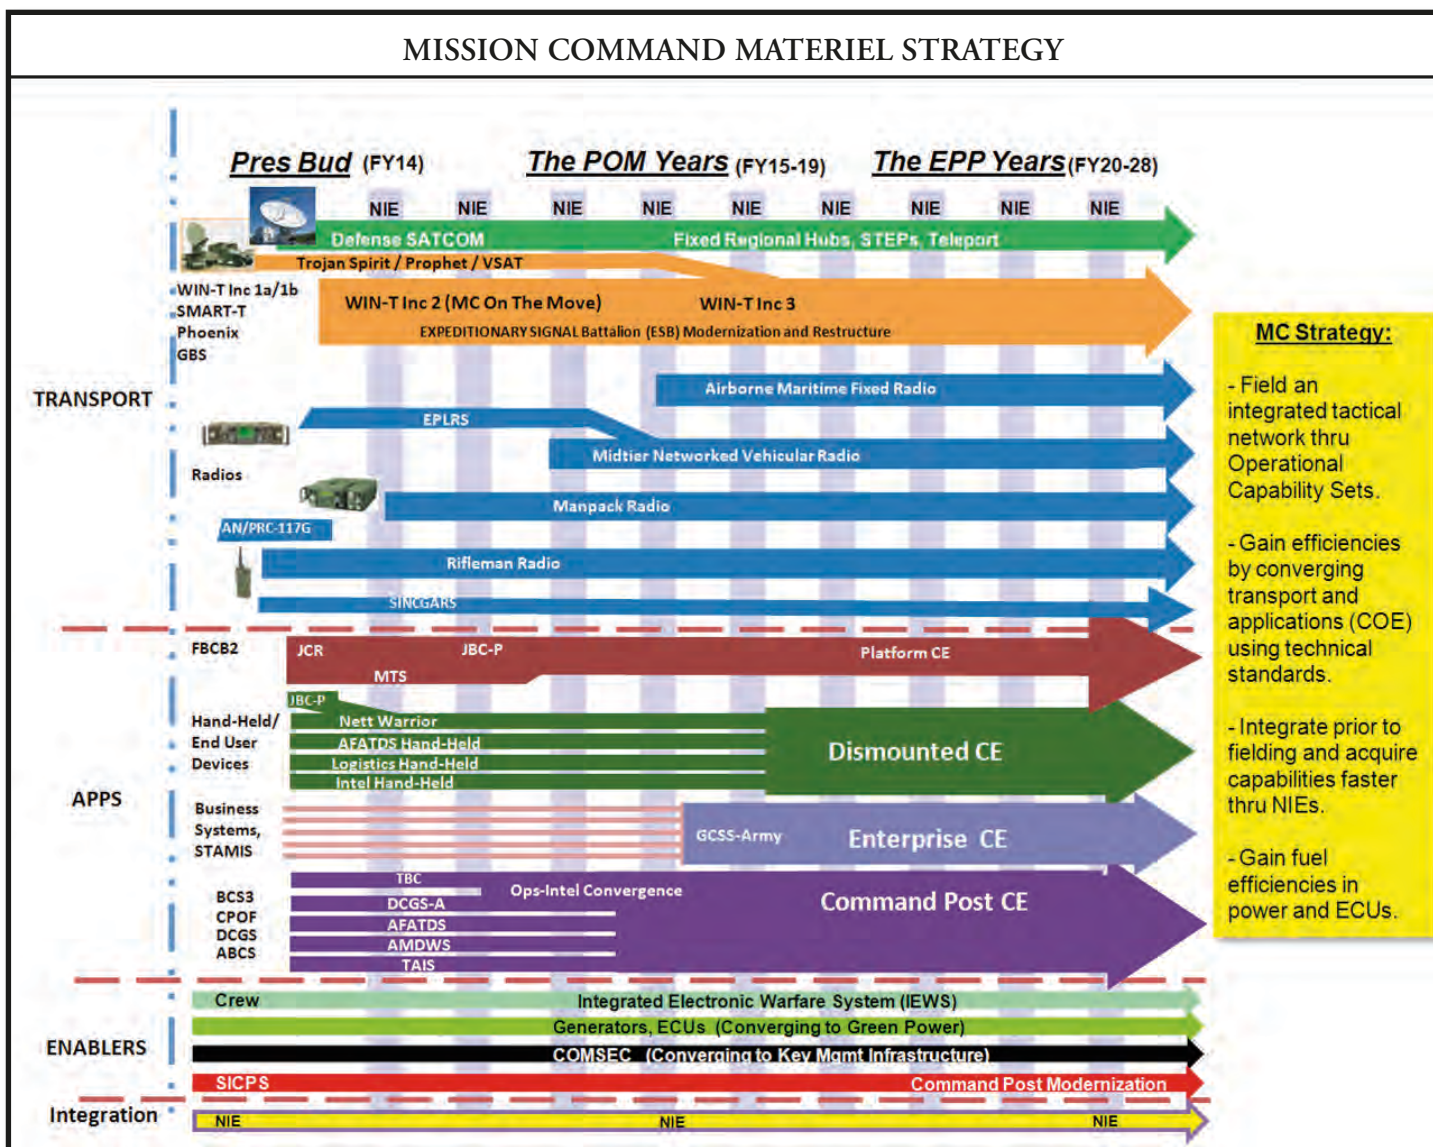 MISSION COMMAND MATERIEL STRATEGY
Pres Bud (FY14)
The POM Years (FY15-19)
The EPP Years (FY20-28)
NIE NIE NIE NIE NIE NIE NIE NIE NIE
Defense SATCOM
Fixed Regional Hubs, STEPs, Teleport
Trojan Spirit / Prophet / VSAT
WIN-T Inc 1a/1b
SMART-T
Phoenix
GBS
WIN-T Inc 2 (MC On The Move)
WIN-T Inc 3
EXPEDITIONARY SIGNAL Battalion (ESB) Modernization and Restructure
TRANSPORT
Airborne Maritime Fixed Radio
EPLRS
Midtier Networked Vehicular Radio
Radios
Manpack Radio
AN/PRC-117G
Rifleman Radio
SINCGARS
FBCB2
JCR
JBC-P
Platform CE
MTS
JBC-P
Hand-Held/
End User
Devices
Nett Warrior
AFATDS Hand-Held
Logistics Hand-Held
Intel Hand-Held
Dismounted CE
APPS
Business
Systems,
STAMIS
GCSS-Army
Enterprise CE
BCS3
CPOF
DCGS
ABCS
TBC
Ops-Intel Convergence
DCGS-A
AFATDS
AMDWS
TAIS
Command Post CE
ENABLERS
Crew
Integrated Electronic Warfare System (IEWS)
Generators, ECUs (Converging to Green Power)
COMSEC (Converging to Key Mgmt Infrastructure)
SICPS
Command Post Modernization
Integration
NIE NIE NIE
MC Strategy:
- Field an
integrated tactical
network thru
Operational
Capability Sets.
- Gain efficiencies
by converging
transport and
applications (COE)
using technical
standards.
- Integrate prior to
fielding and acquire
capabilities faster
thru NIEs.
- Gain fuel
efficiencies in
power and ECUs.